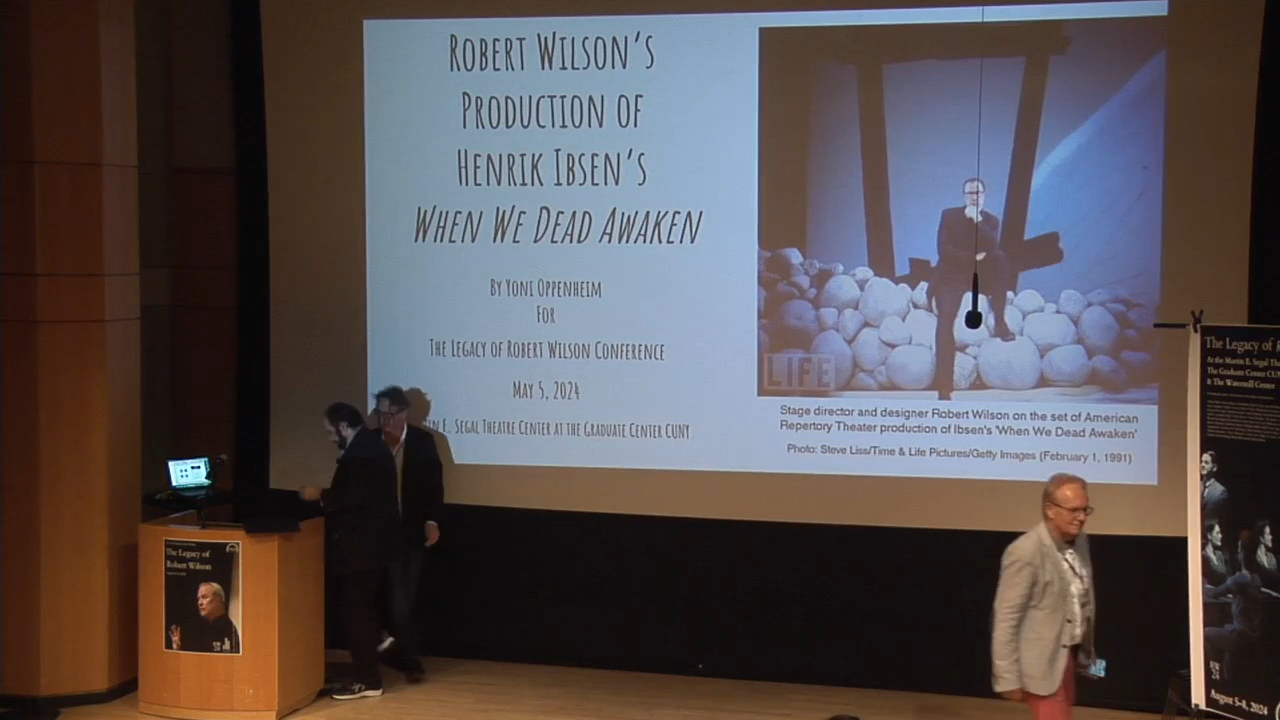 ROBERT WILSON'S
PRODUCTION OF
HENRIK IBSEN'S
WHEN WE DEAD AWAKEN
BY YONI OPPENHEIM
FOR
THE LEGACY OF ROBERT WILSON CONFERENCE
MAY 5, 2024
E. SEGAL THEATRE CENTER AT THE GRADUATE CENTER CUNY
LIFE
Stage director and designer Robert Wilson on the set of American
Repertory Theater production of Ibsen's 'When We Dead Awaken'
Photo: Steve Liss/Time & Life Pictures/Getty Images (February 1, 1991)
The Legacy of
Robert Wilson
The Legacy of
At the Martin E. Segal
The Graduate Center
& The Watermill Center
August 5-8, 2024